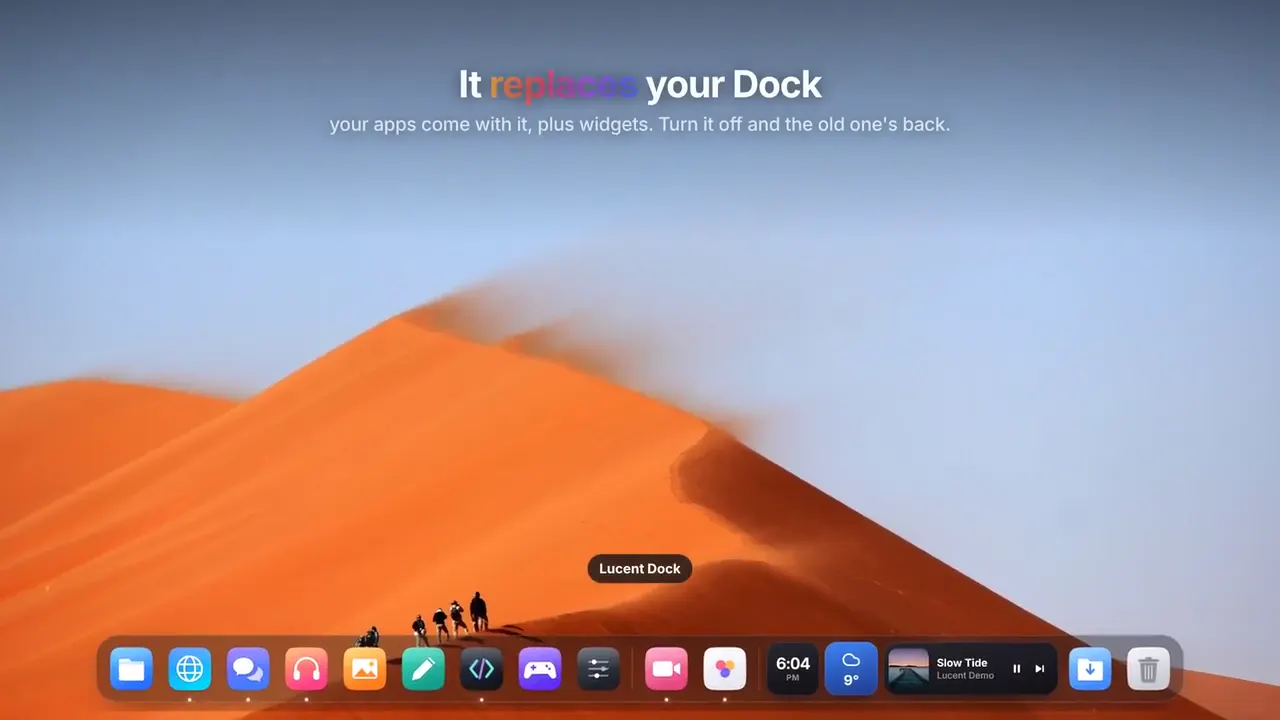 It replaces your Dock
your apps come with it, plus widgets. Turn it off and the old one's back.
Lucent Dock
6:04
PM
9°
Slow Tide
Lucent Demo